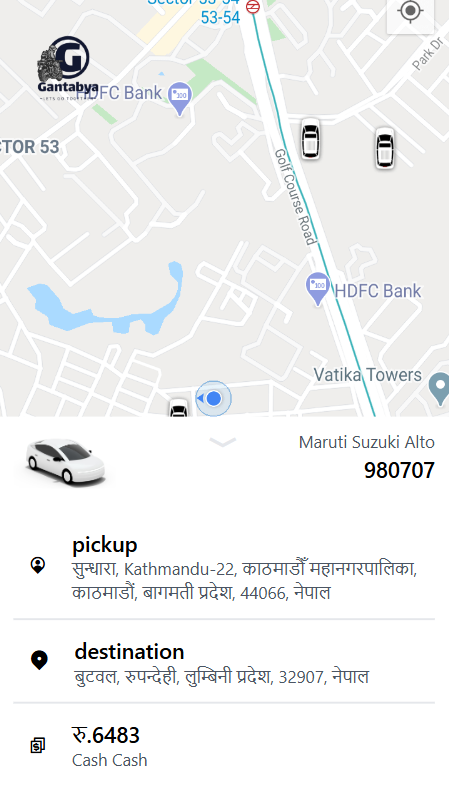 Sector 53-54
53-54
G
Gantabya
HDFC Bank
100
Park Dr
CTOR 53
Golf Course Road
100
HDFC Bank
Vatika Towers
Maruti Suzuki Alto
980707
pickup
सुन्धारा, Kathmandu-22, काठमाडौँ महानगरपालिका,
काठमाडौं, बागमती प्रदेश, 44066, नेपाल
destination
बुटवल, रुपन्देही, लुम्बिनी प्रदेश, 32907, नेपाल
रु.6483
Cash Cash